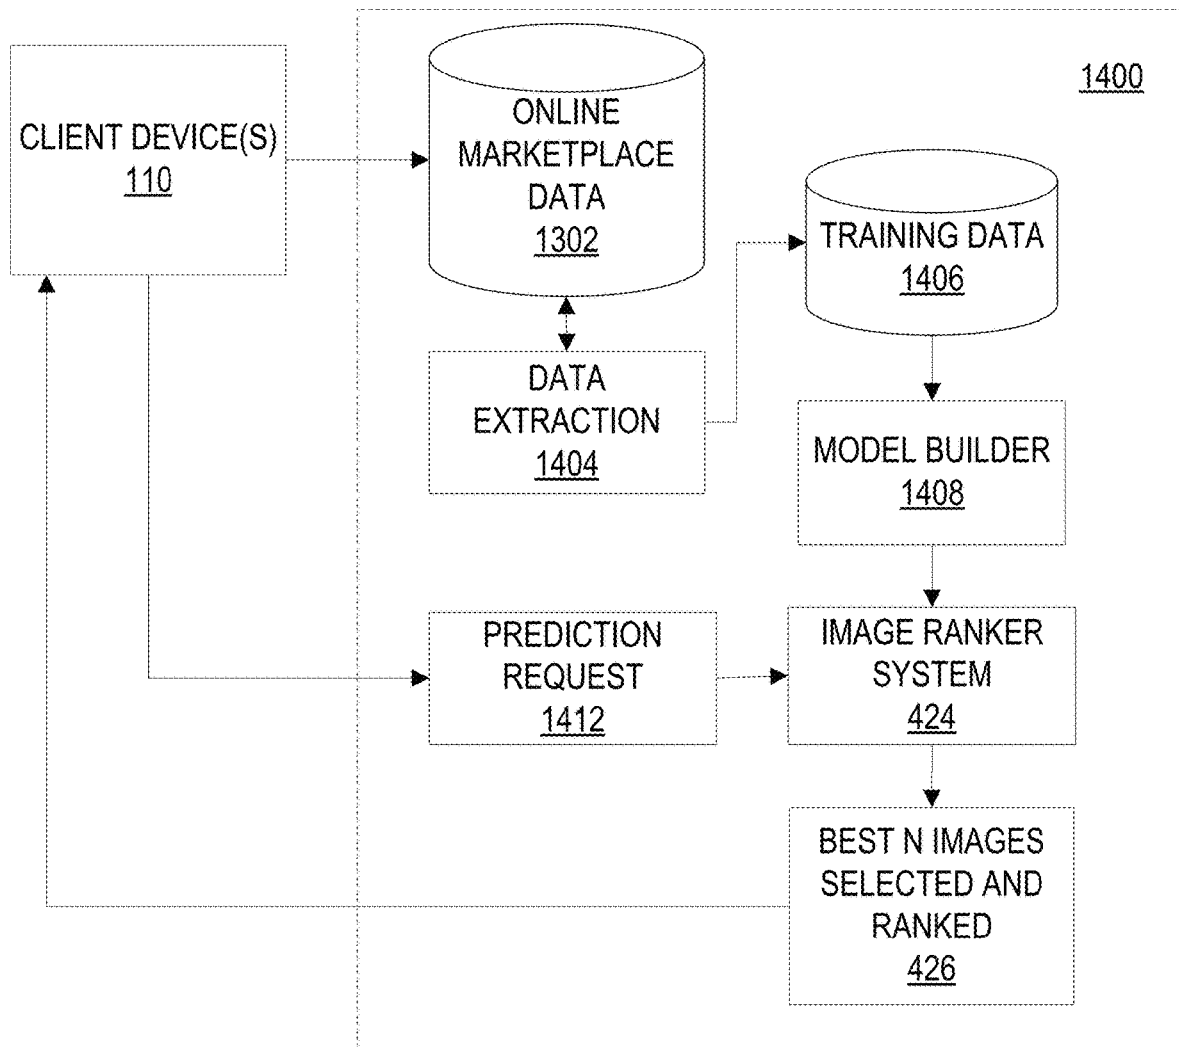 1400
CLIENT DEVICE(S)
110
ONLINE
MARKETPLACE
DATA
1302
TRAINING DATA
1406
DATA
EXTRACTION
1404
MODEL BUILDER
1408
PREDICTION
REQUEST
1412
IMAGE RANKER
SYSTEM
424
BEST N IMAGES
SELECTED AND
RANKED
426